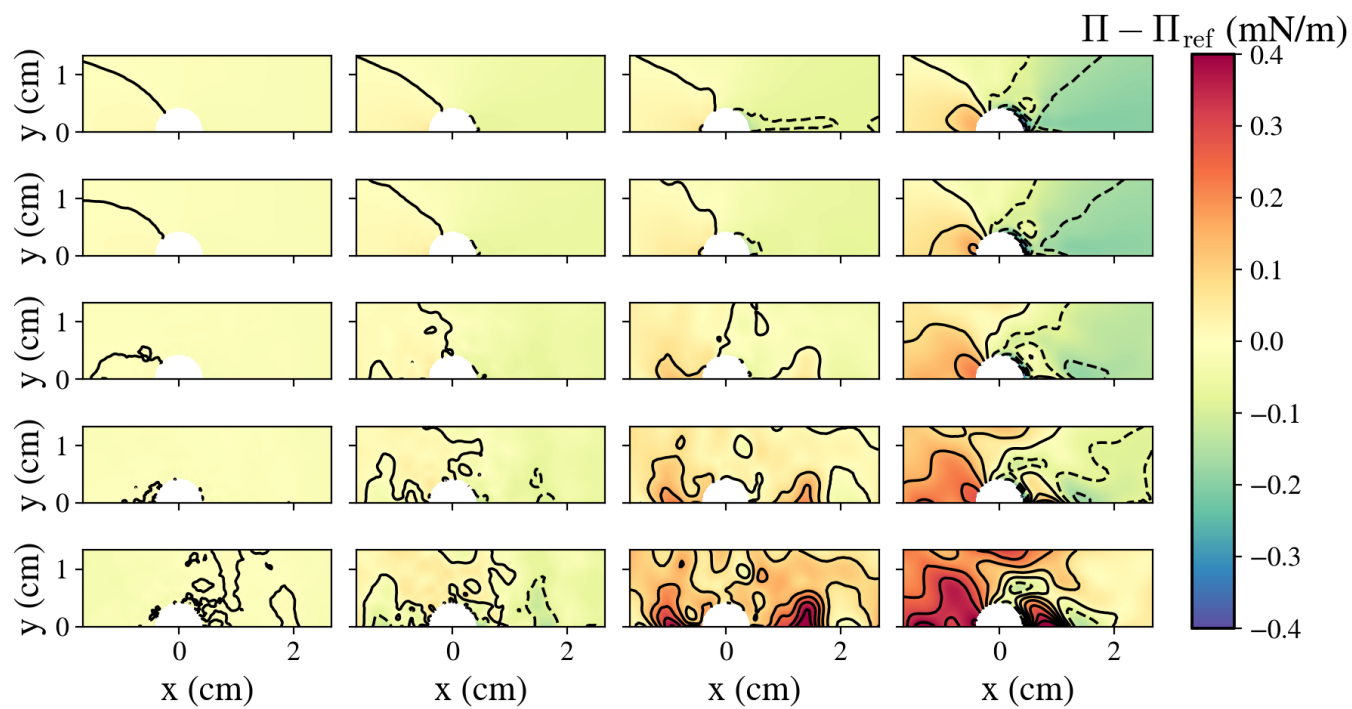 Π − Π_ref (mN/m)
y (cm) 1 0
0.4
0.3
y (cm) 1 0
0.2
0.1
y (cm) 1 0
0.0
−0.1
y (cm) 1 0
−0.2
−0.3
y (cm) 1 0
−0.4
0 2 0 2 0 2 0 2
x (cm) x (cm) x (cm) x (cm)